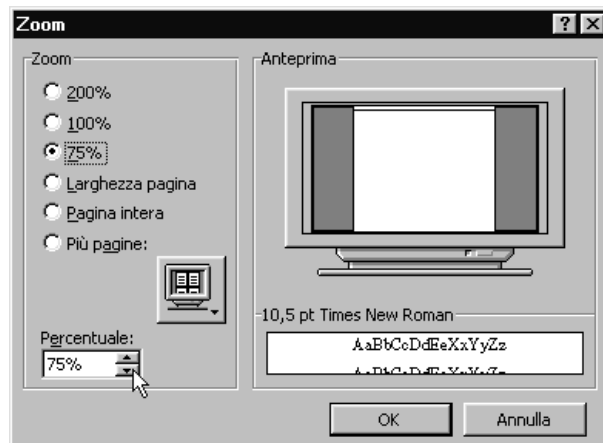 Zoom
Zoom
200%
100%
75%
Larghezza pagina
Pagina intera
Più pagine:
Percentuale:
75%
Anteprima
10,5 pt Times New Roman
AaBbCcDdEeXxYyZz
AaBbCcDdEeXxYyZz
OK
Annulla